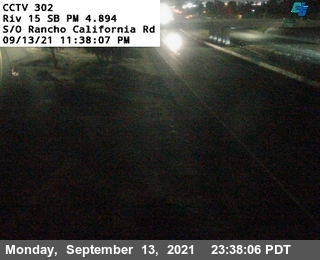 CCTV 302
Riv 15 SB PM 4.894
S/O Rancho California Rd
09/13/21 11:38:07 PM
Monday, September 13, 2021 23:38:06 PDT